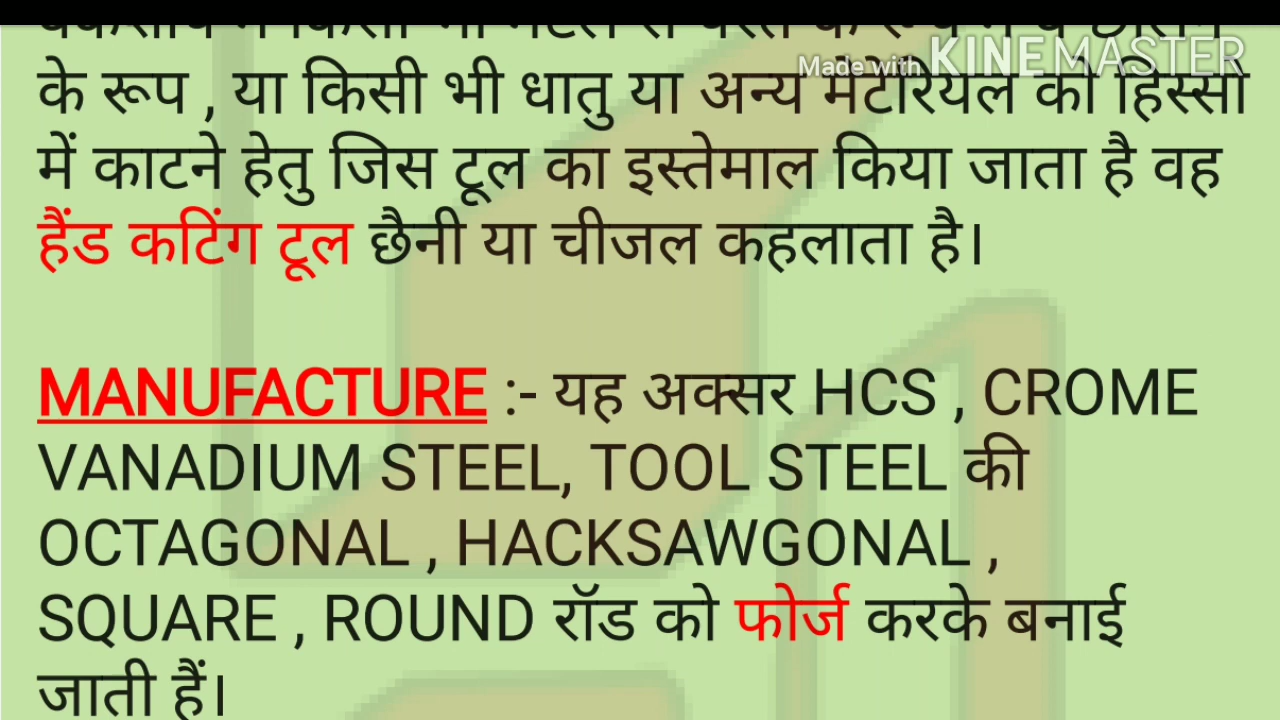 Made with KINEMASTER
के रूप , या किसी भी धातु या अन्य मेटेरियल को हिस्सों
में काटने हेतु जिस टूल का इस्तेमाल किया जाता है वह
हैंड कटिंग टूल छैनी या चीजल कहलाता है।
MANUFACTURE :- यह अक्सर HCS , CROME
VANADIUM STEEL, TOOL STEEL की
OCTAGONAL , HACKSAWGONAL ,
SQUARE , ROUND रॉड को फोर्ज करके बनाई
जाती हैं।